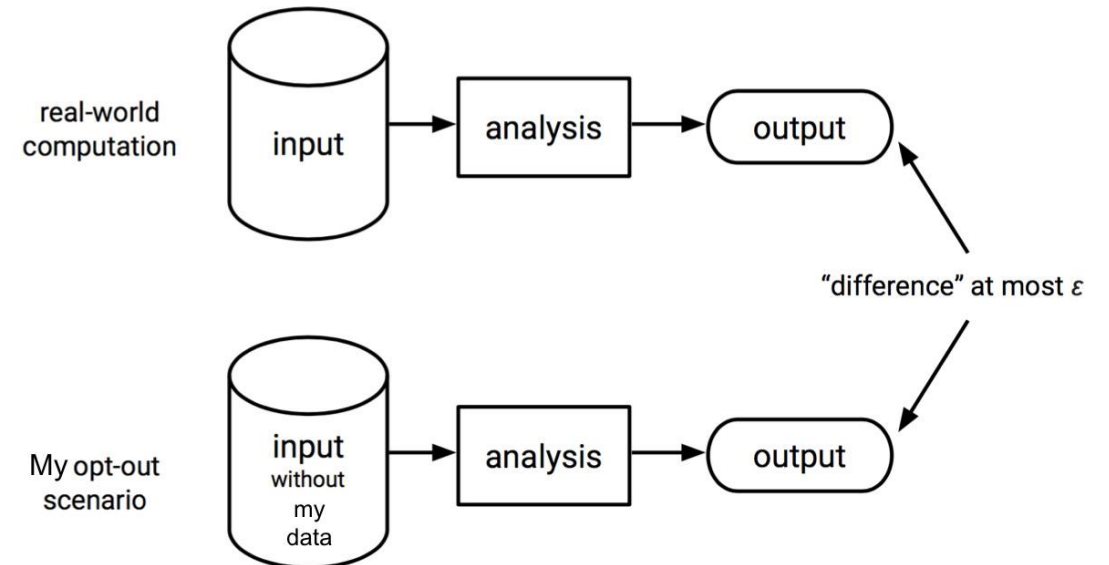 real-world
computation
input
analysis
output
“difference” at most ε
My opt-out
scenario
input
without
my
data
analysis
output